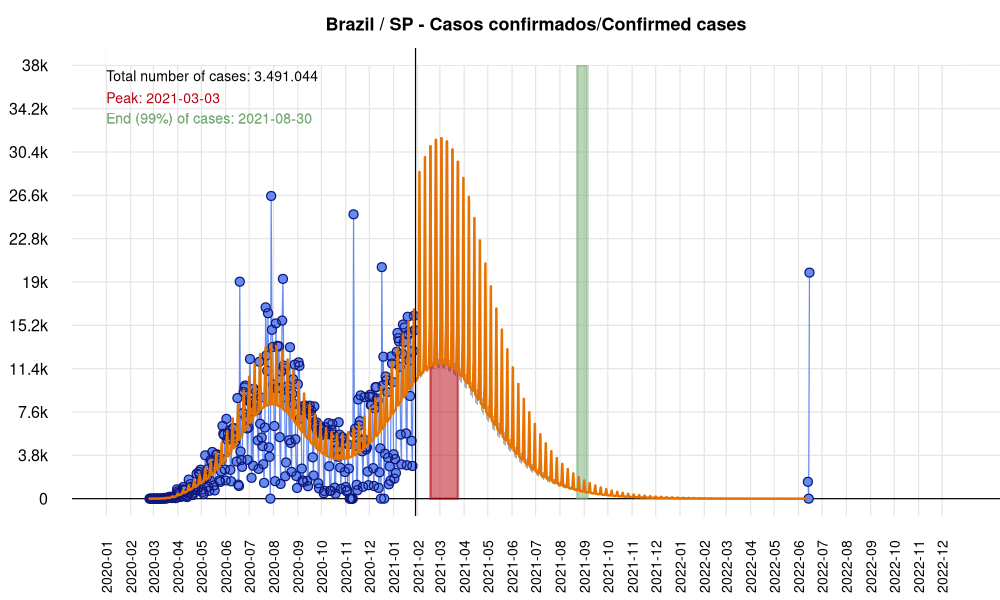 Brazil / SP - Casos confirmados/Confirmed cases
Total number of cases: 3.491.044
Peak: 2021-03-03
End (99%) of cases: 2021-08-30
38k
34.2k
30.4k
26.6k
22.8k
19k
15.2k
11.4k
7.6k
3.8k
0
2020-01
2020-02
2020-03
2020-04
2020-05
2020-06
2020-07
2020-08
2020-09
2020-10
2020-11
2020-12
2021-01
2021-02
2021-03
2021-04
2021-05
2021-06
2021-07
2021-08
2021-09
2021-10
2021-11
2021-12
2022-01
2022-02
2022-03
2022-04
2022-05
2022-06
2022-07
2022-08
2022-09
2022-10
2022-11
2022-12